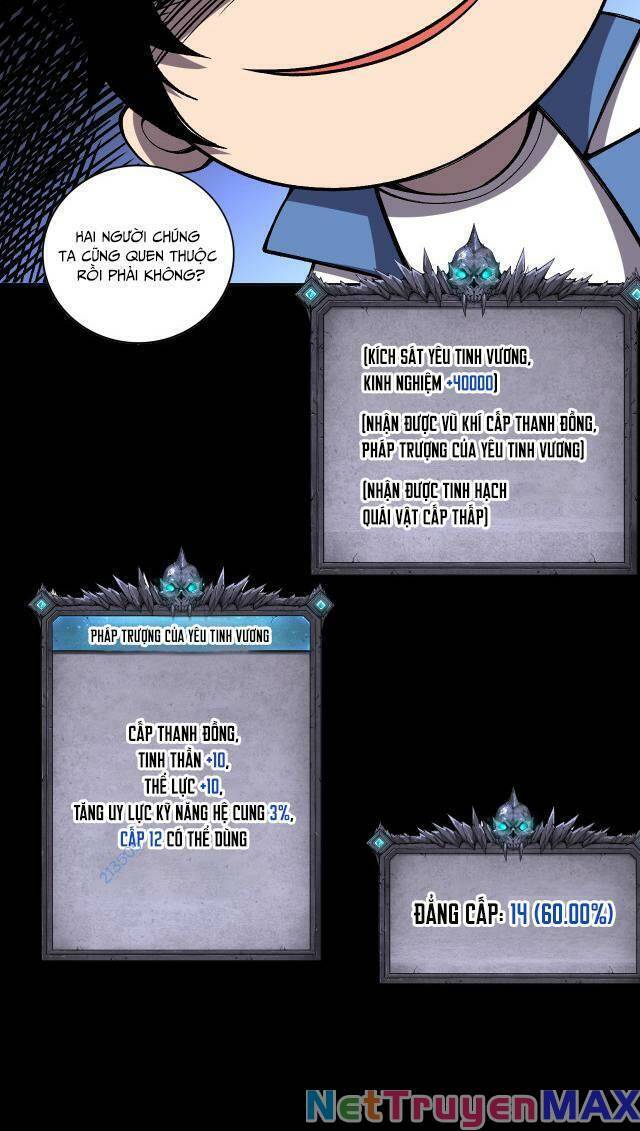 HAI NGƯỜI CHÚNG
TA CŨNG QUEN THUỘC
RỒI PHẢI KHÔNG?
[KÍCH SÁT YÊU TINH VƯƠNG,
KINH NGHIỆM +40000]
[NHẬN ĐƯỢC VŨ KHÍ CẤP THANH ĐỒNG,
PHÁP TRƯỢNG CỦA YÊU TINH VƯƠNG]
[NHẬN ĐƯỢC TINH HẠCH
QUÁI VẬT CẤP THẤP]
PHÁP TRƯỢNG CỦA YÊU TINH VƯƠNG
CẤP THANH ĐỒNG,
TINH THẦN +10,
THỂ LỰC +10,
TĂNG UY LỰC KỸ NĂNG HỆ CUNG 3%,
CẤP 12 CÓ THỂ DÙNG
ĐẲNG CẤP: 14 (60.00%)
NETTRUYENMAX